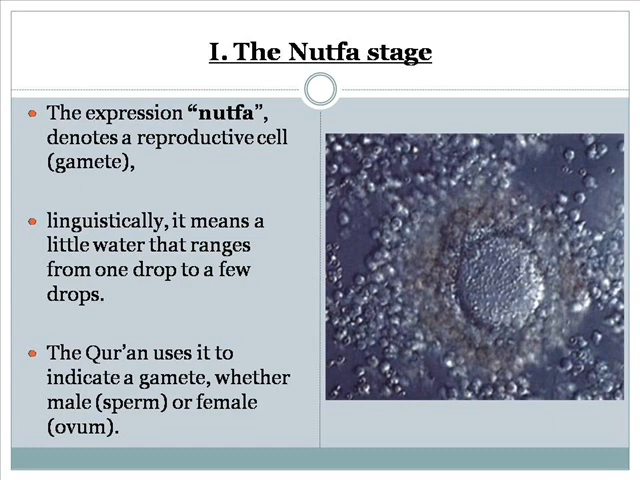 I. The Nutfa stage
The expression “nutfa”,
denotes a reproductive cell
(gamete),
linguistically, it means a
little water that ranges
from one drop to a few
drops.
The Qur’an uses it to
indicate a gamete, whether
male (sperm) or female
(ovum).